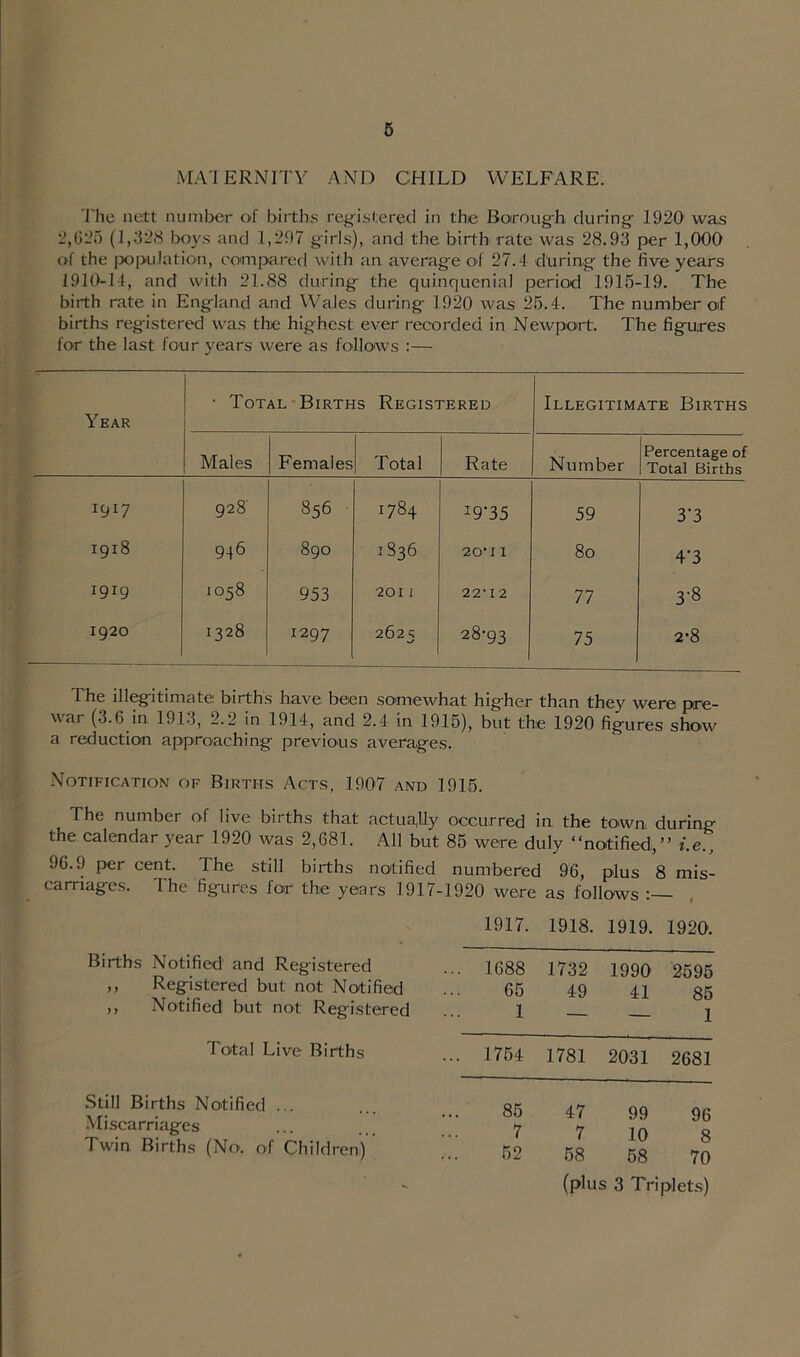 5
MATERNITY AND CHILD WELFARE.
The nett number of births registered in the Borough during 1920 was
2,625 (1,328 boys and 1,297 girls), and the birth rate was 28.93 per 1,000
of the population, compared with an average of 27.4 during the five years
1910-14, and with 21.88 during the quinquenial period 1915-19. The
birth rate in England and Wales during 1920 was 25.4. The number of
births registered was the highest ever recorded in Newport. The figures
for the last four years were as follows :—
Year | Total Births Registered | Illegitimate Births
Males | Females | Total | Rate | Number | Percentage of Total Births
1917 | 928 | 856 | 1784 | 19·35 | 59 | 3·3
1918 | 946 | 890 | 1836 | 20·11 | 80 | 4·3
1919 | 1058 | 953 | 2011 | 22·12 | 77 | 3·8
1920 | 1328 | 1297 | 2625 | 28·93 | 75 | 2·8
The illegitimate births have been somewhat higher than they were pre-
war (3.6 in 1913, 2.2 in 1914, and 2.4 in 1915), but the 1920 figures show
a reduction approaching previous averages.
Notification of Births Acts, 1907 and 1915.
The number of live births that actually occurred in the town during
the calendar year 1920 was 2,681. All but 85 were duly “notified,” i.e.,
96.9 per cent. The still births notified numbered 96, plus 8 mis-
carriages. The figures for the years 1917-1920 were as follows :—
1917. 1918. 1919. 1920.
Births Notified and Registered ... 1688 1732 1990 2595
,, Registered but not Notified ... 65 49 41 85
,, Notified but not Registered ... 1 — — 1
Total Live Births ... 1754 1781 2031 2681
Still Births Notified ... ... ... 85 47 99 96
Miscarriages ... ... ... 7 7 10 8
Twin Births (No. of Children) ... 52 58 58 70
(plus 3 Triplets)